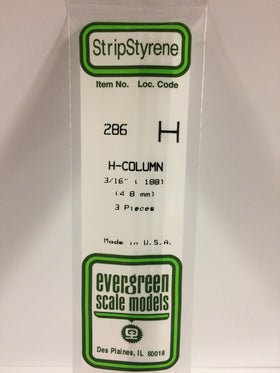 StripStyrene
Item No. Loc. Code
286 H
H-COLUMN
3/16" (.188)
(4.8 mm)
3 Pieces
Made in U.S.A.
evergreen
scale models
Des Plaines, IL 60018